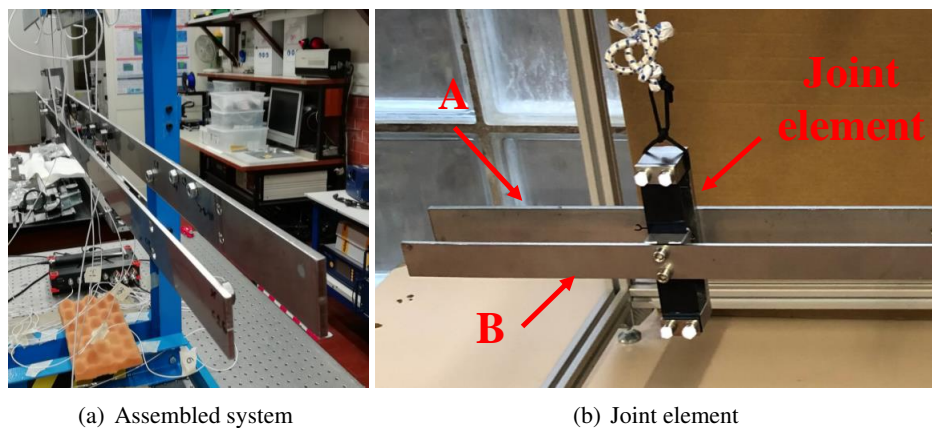 A
Joint
element
B
(a) Assembled system
(b) Joint element